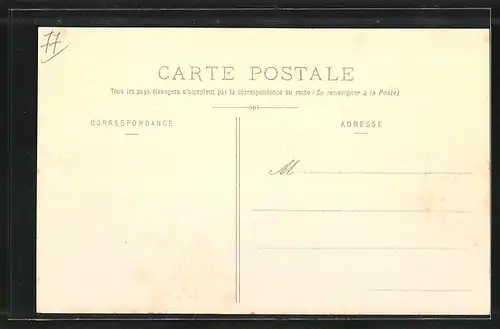 77
CARTE POSTALE
Tous les pays étrangers n'acceptent pas la correspondance au recto (Se renseigner à la Poste)
CORRESPONDANCE
ADRESSE
M